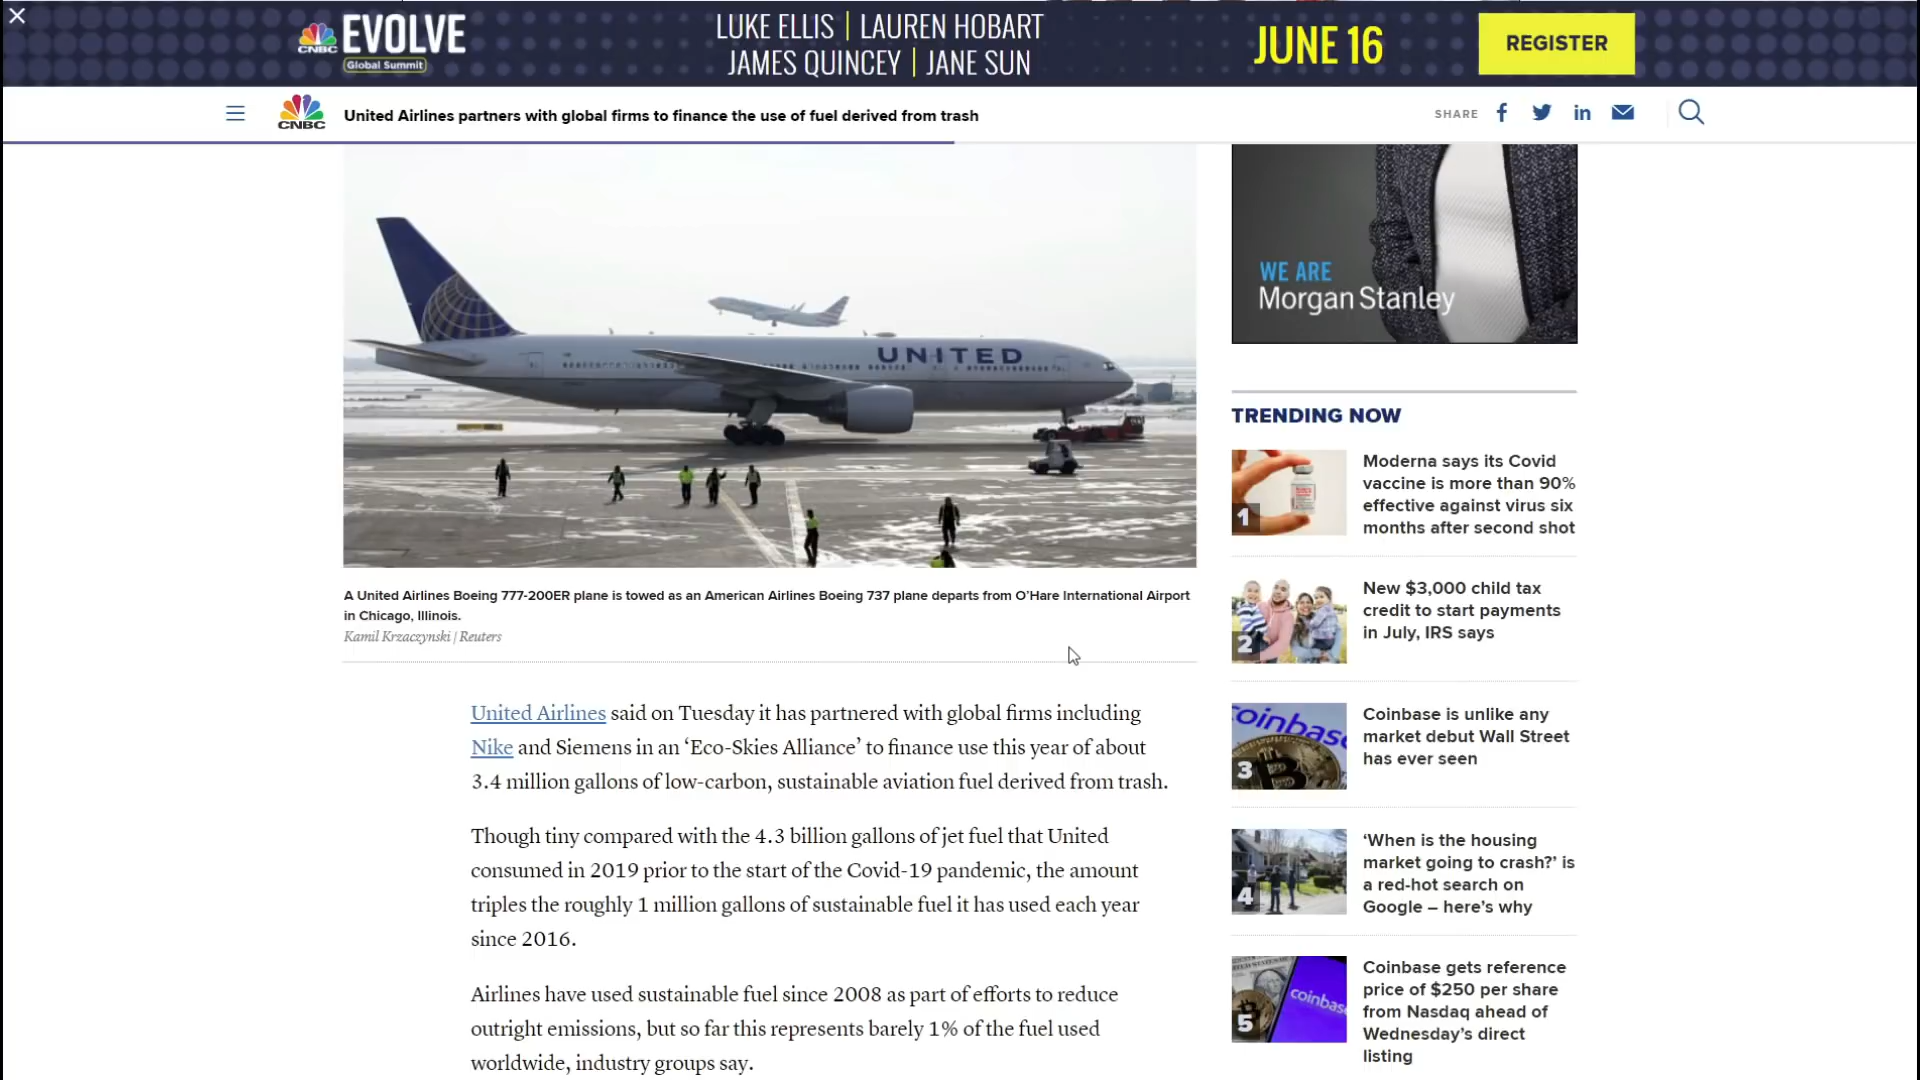 CNBC EVOLVE
Global Summit
LUKE ELLIS | LAUREN HOBART
JAMES QUINCEY | JANE SUN
JUNE 16
REGISTER
CNBC
United Airlines partners with global firms to finance the use of fuel derived from trash
SHARE
UNITED
WE ARE
Morgan Stanley
A United Airlines Boeing 777-200ER plane is towed as an American Airlines Boeing 737 plane departs from O’Hare International Airport
in Chicago, Illinois.
Kamil Krzaczynski | Reuters
United Airlines said on Tuesday it has partnered with global firms including
Nike and Siemens in an ‘Eco-Skies Alliance’ to finance use this year of about
3.4 million gallons of low-carbon, sustainable aviation fuel derived from trash.
Though tiny compared with the 4.3 billion gallons of jet fuel that United
consumed in 2019 prior to the start of the Covid-19 pandemic, the amount
triples the roughly 1 million gallons of sustainable fuel it has used each year
since 2016.
Airlines have used sustainable fuel since 2008 as part of efforts to reduce
outright emissions, but so far this represents barely 1% of the fuel used
worldwide, industry groups say.
TRENDING NOW
1
Moderna says its Covid
vaccine is more than 90%
effective against virus six
months after second shot
2
New $3,000 child tax
credit to start payments
in July, IRS says
coinbase
3
Coinbase is unlike any
market debut Wall Street
has ever seen
4
‘When is the housing
market going to crash?’ is
a red-hot search on
Google – here’s why
coinbase
5
Coinbase gets reference
price of $250 per share
from Nasdaq ahead of
Wednesday’s direct
listing